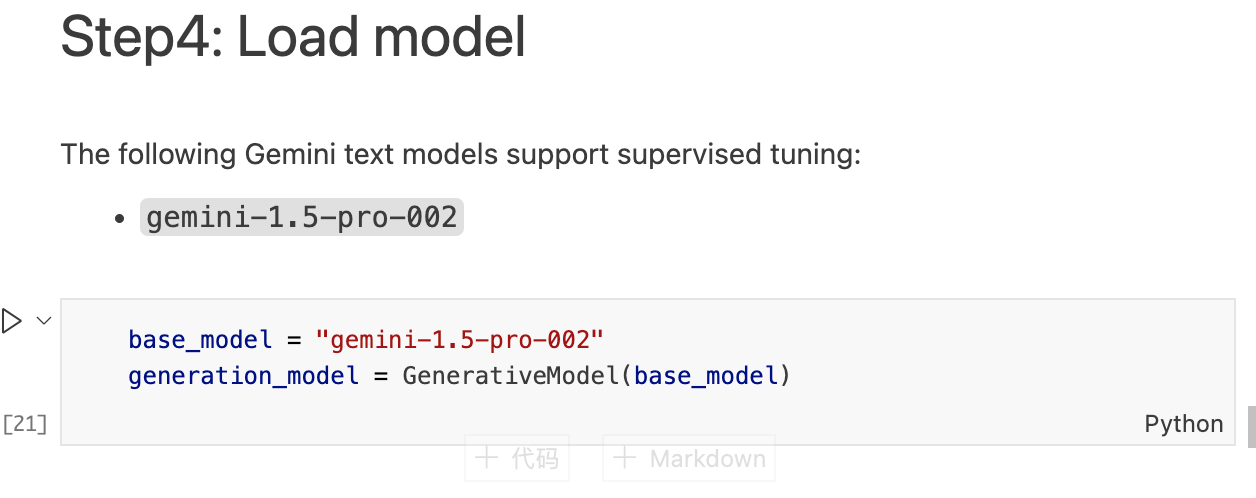 Step4: Load model
The following Gemini text models support supervised tuning:
• gemini-1.5-pro-002
base_model = "gemini-1.5-pro-002"
generation_model = GenerativeModel(base_model)
[21]
Python
+ 代码 + Markdown